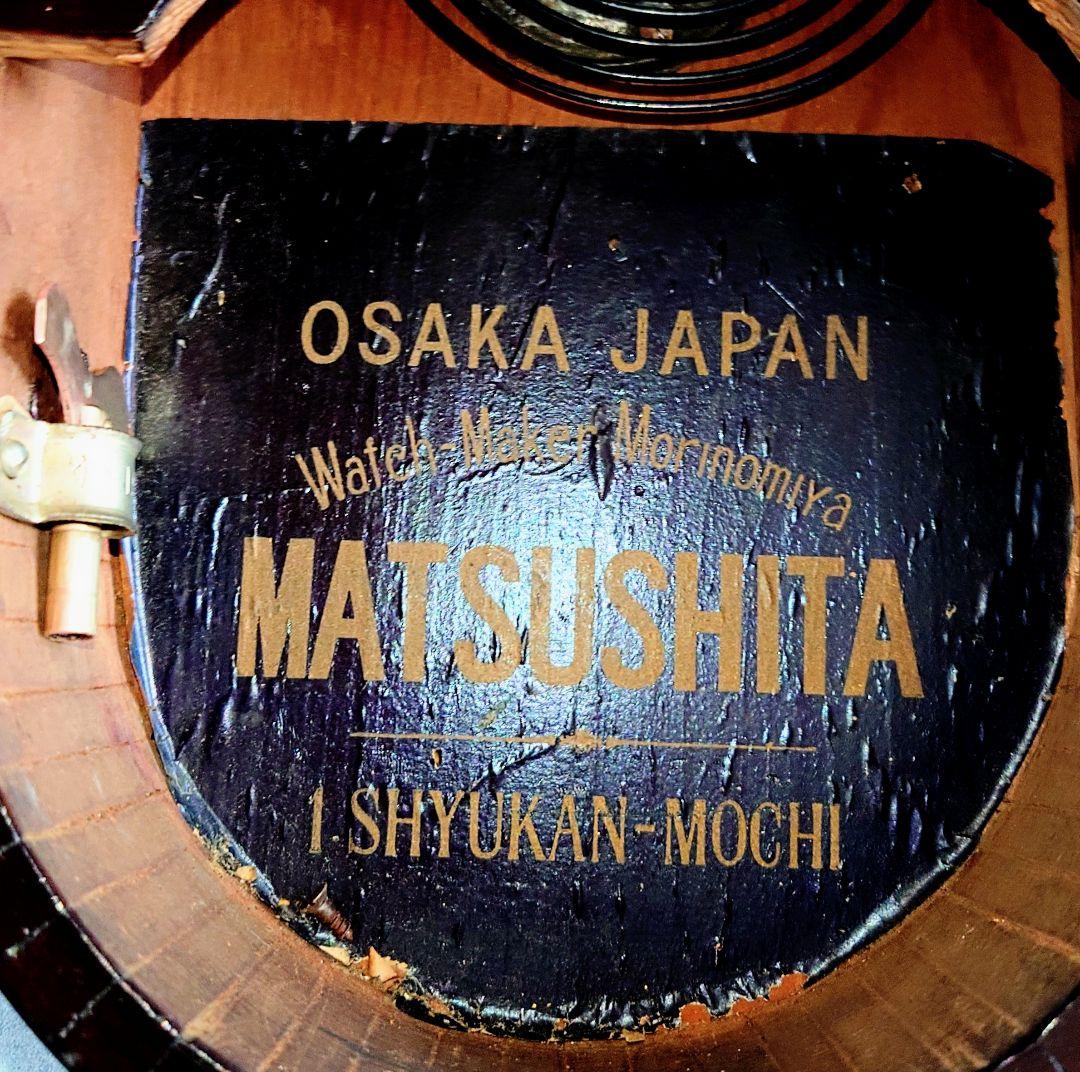 OSAKA JAPAN
Watch-Maker Morinomiya
MATSUSHITA
1. SHYUKAN-MOCHI